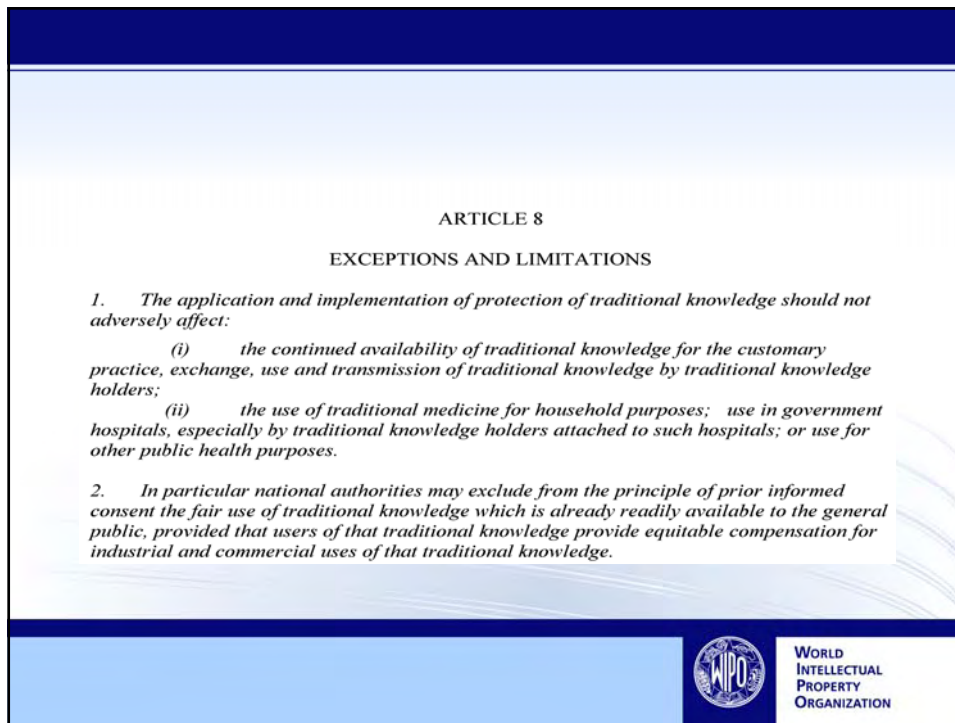 ARTICLE 8
EXCEPTIONS AND LIMITATIONS
1. The application and implementation of protection of traditional knowledge should not
adversely affect:
(i) the continued availability of traditional knowledge for the customary
practice, exchange, use and transmission of traditional knowledge by traditional knowledge
holders;
(ii) the use of traditional medicine for household purposes; use in government
hospitals, especially by traditional knowledge holders attached to such hospitals; or use for
other public health purposes.
2. In particular national authorities may exclude from the principle of prior informed
consent the fair use of traditional knowledge which is already readily available to the general
public, provided that users of that traditional knowledge provide equitable compensation for
industrial and commercial uses of that traditional knowledge.
WIPO
WORLD
INTELLECTUAL
PROPERTY
ORGANIZATION